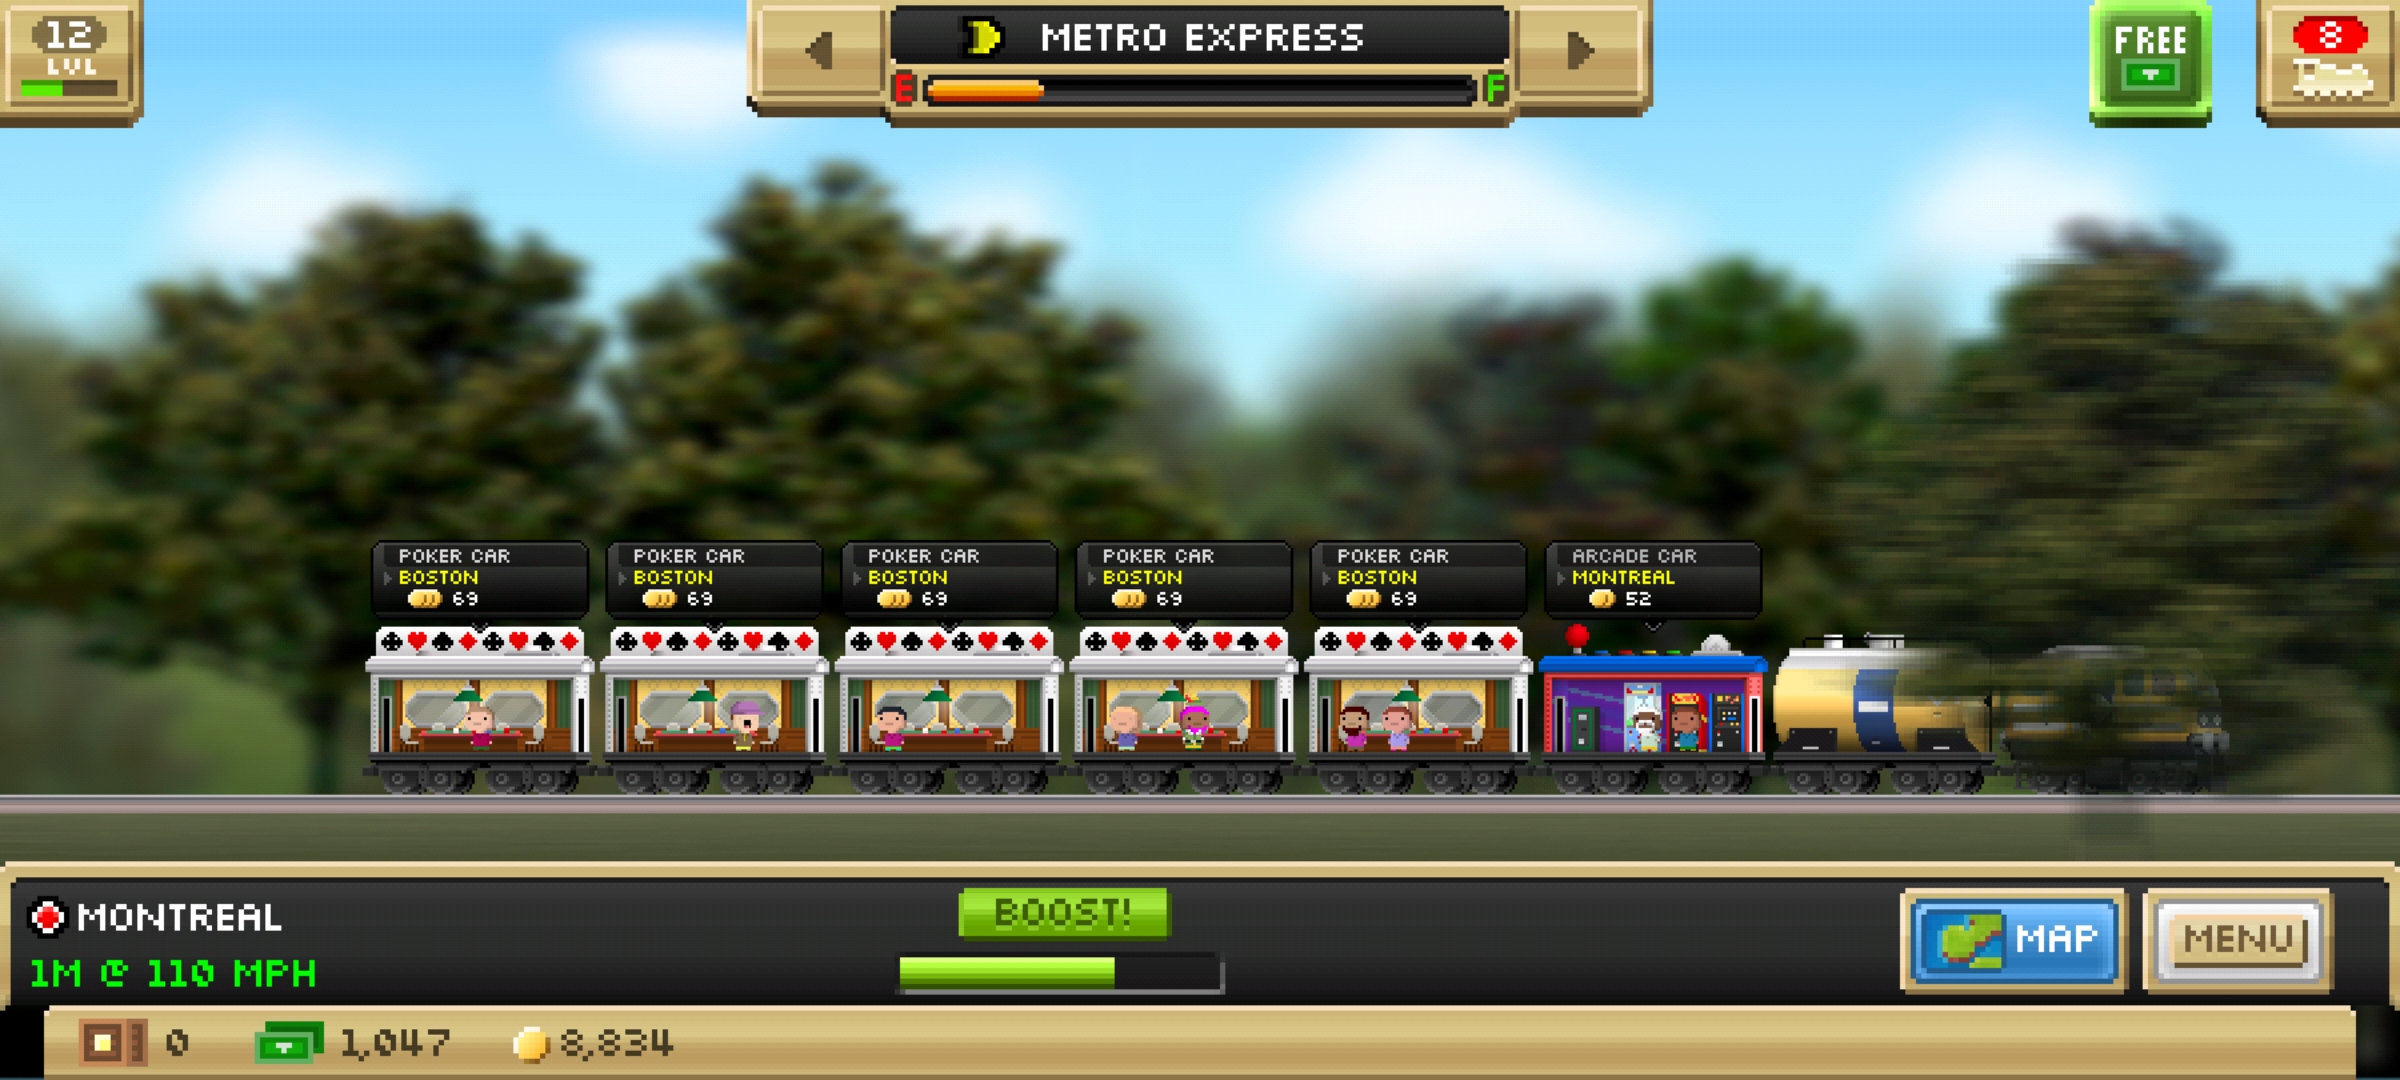 12
LVL
METRO EXPRESS
E
F
FREE
8
POKER CAR
BOSTON
69
POKER CAR
BOSTON
69
POKER CAR
BOSTON
69
POKER CAR
BOSTON
69
POKER CAR
BOSTON
69
ARCADE CAR
MONTREAL
52
MONTREAL
1M @ 110 MPH
BOOST!
MAP
MENU
0
1,047
8,834